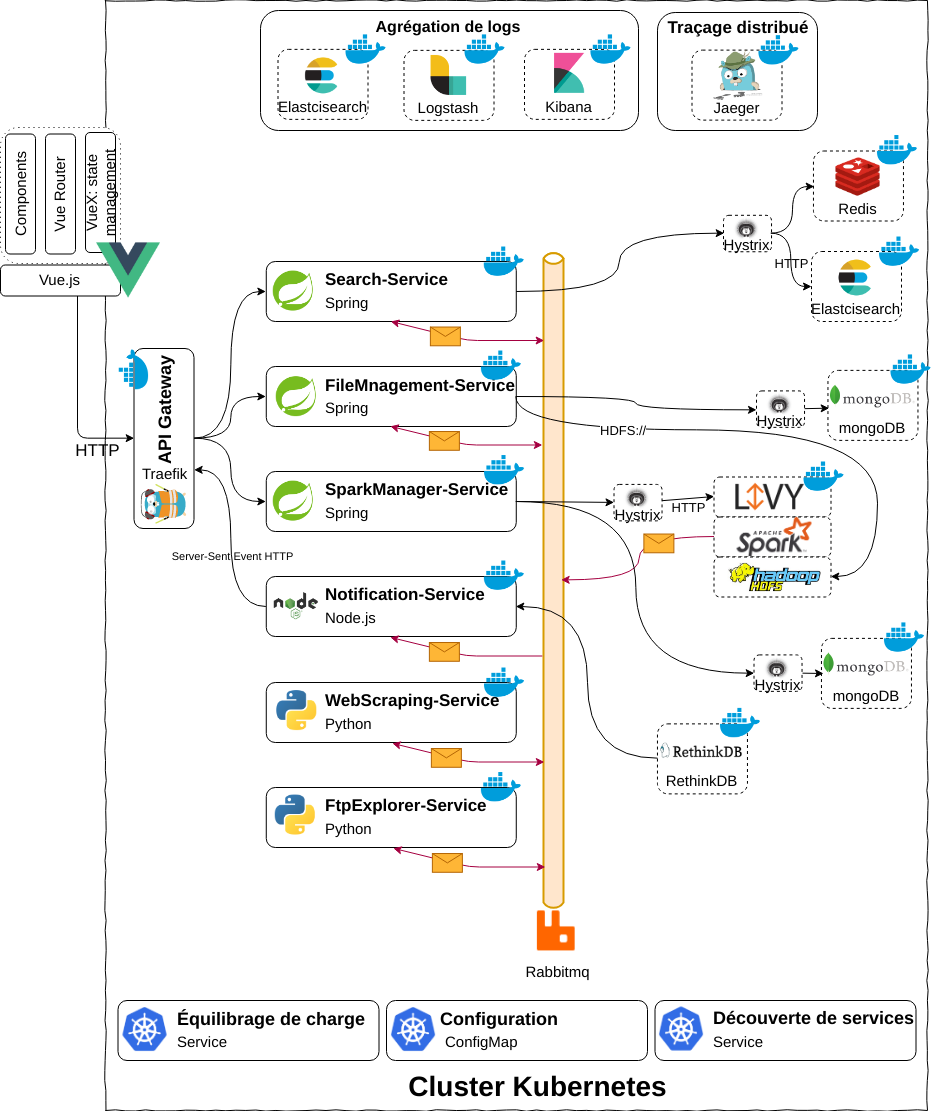 Agrégation de logs
Elastcisearch
Logstash
Kibana
Traçage distribué
Jaeger
Components
Vue Router
VueX: state
management
Vue.js
HTTP
API Gateway
Traefik
Search-Service
Spring
FileMnagement-Service
Spring
SparkManager-Service
Spring
Server-Sent Event HTTP
node
Notification-Service
Node.js
WebScraping-Service
Python
FtpExplorer-Service
Python
Hystrix
Redis
HTTP
Elastcisearch
Hystrix
mongoDB
mongoDB
HDFS://
Hystrix
HTTP
LIVY
APACHE
Spark
hadoop
HDFS
Hystrix
mongoDB
mongoDB
RethinkDB
RethinkDB
Rabbitmq
Équilibrage de charge
Service
Configuration
ConfigMap
Découverte de services
Service
Cluster Kubernetes